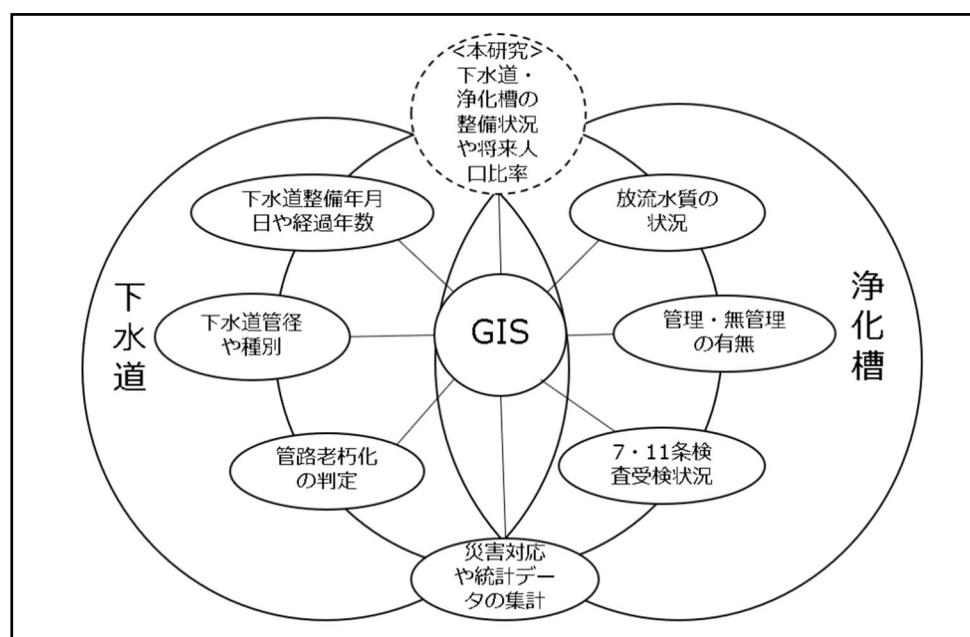 <本研究>
下水道・
浄化槽の
整備状況
や将来人
口比率
下水道整備年月
日や経過年数
放流水質の
状況
下水道
下水道管径
や種別
GIS
管理・無管理
の有無
浄化槽
管路老朽化
の判定
7・11条検
査受検状況
災害対応
や統計デー
タの集計